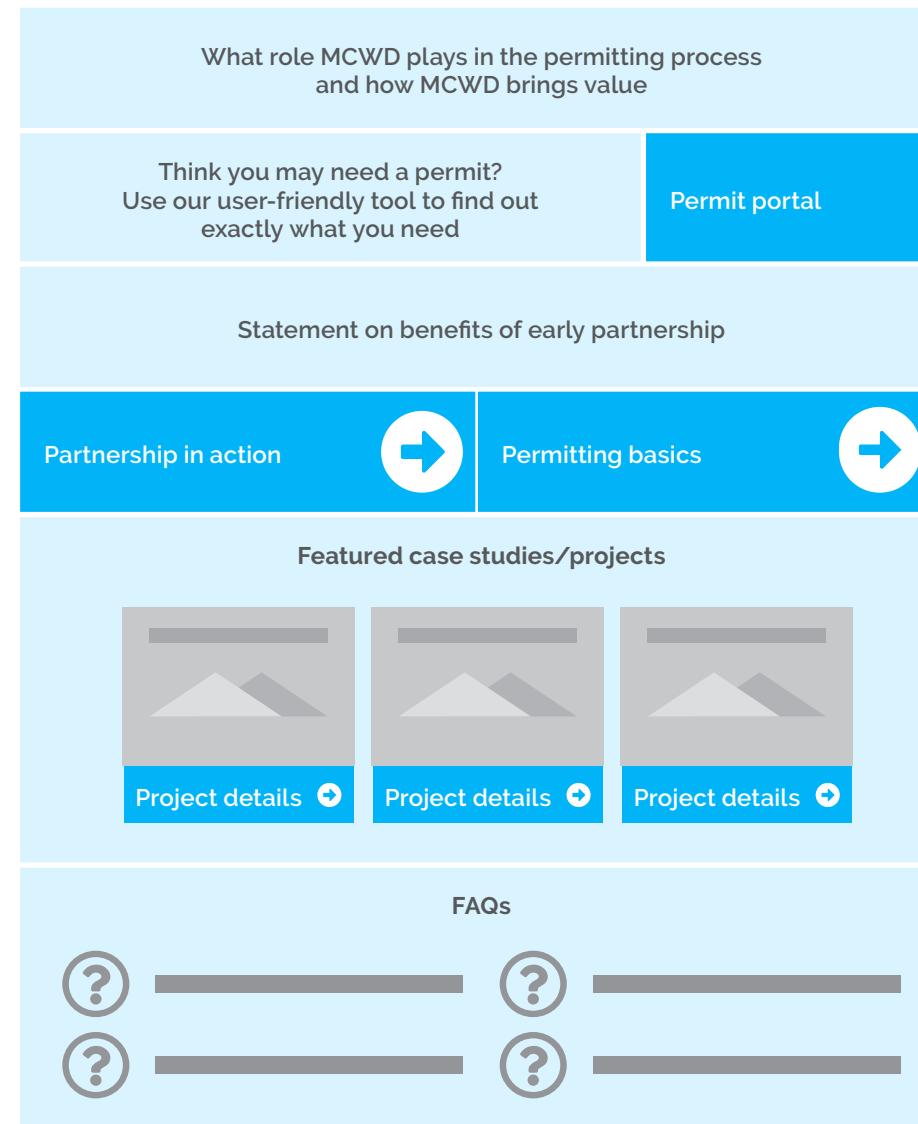 What role MCWD plays in the permitting process
and how MCWD brings value
Think you may need a permit?
Use our user-friendly tool to find out
exactly what you need
Permit portal
Statement on benefits of early partnership
Partnership in action
Permitting basics
Featured case studies/projects
Project details
Project details
Project details
FAQs
?
?
?
?